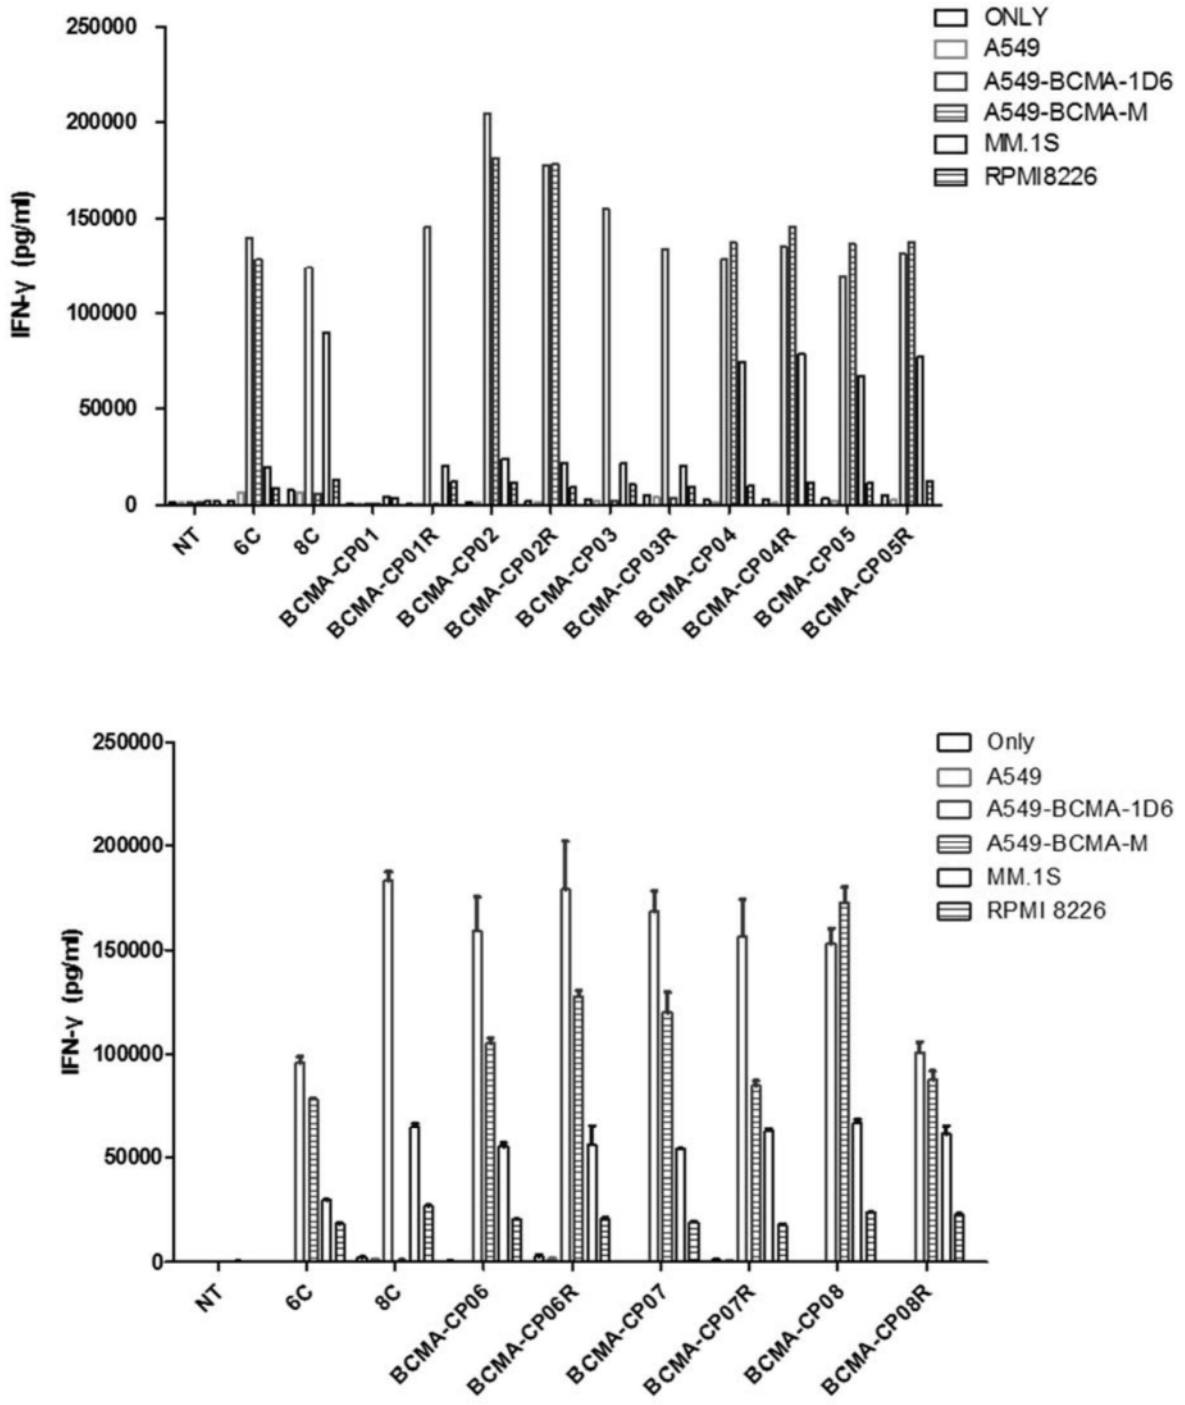 250000
200000
150000
100000
50000
0
IFN-γ (pg/ml)
ONLY
A549
A549-BCMA-1D6
A549-BCMA-M
MM.1S
RPMI8226
NT
6C
8C
BCMA-CP01
BCMA-CP01R
BCMA-CP02
BCMA-CP02R
BCMA-CP03
BCMA-CP03R
BCMA-CP04
BCMA-CP04R
BCMA-CP05
BCMA-CP05R
250000
200000
150000
100000
50000
0
IFN-γ (pg/ml)
Only
A549
A549-BCMA-1D6
A549-BCMA-M
MM.1S
RPMI 8226
NT
6C
8C
BCMA-CP06
BCMA-CP06R
BCMA-CP07
BCMA-CP07R
BCMA-CP08
BCMA-CP08R